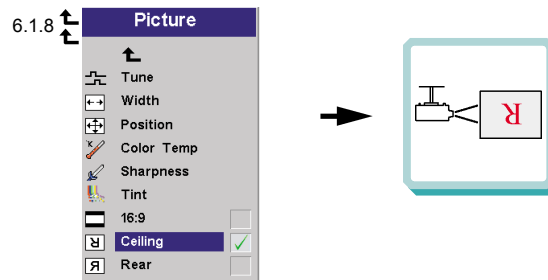 6.1.8
Picture
Tune
Width
Position
K
Color Temp
Sharpness
Tint
16:9
R
Ceiling
R
Rear
R